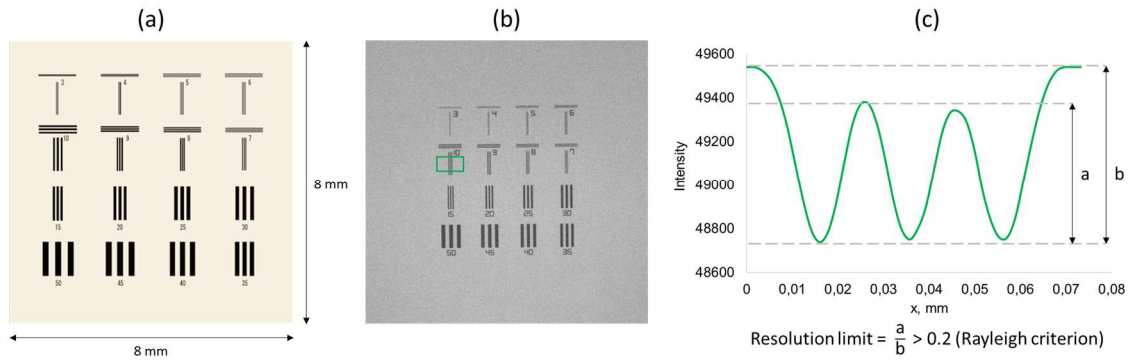 (a)
3 4 5 6
10 9 8 7
15 20 25 30
50 45 40 35
8 mm
8 mm
(b)
3 4 5 6
10 9 8 7
15 20 25 30
50 45 40 35
(c)
49600
49400
49200
49000
48800
48600
Intensity
a
b
0 0,01 0,02 0,03 0,04 0,05 0,06 0,07 0,08
x, mm
Resolution limit = a/b > 0.2 (Rayleigh criterion)